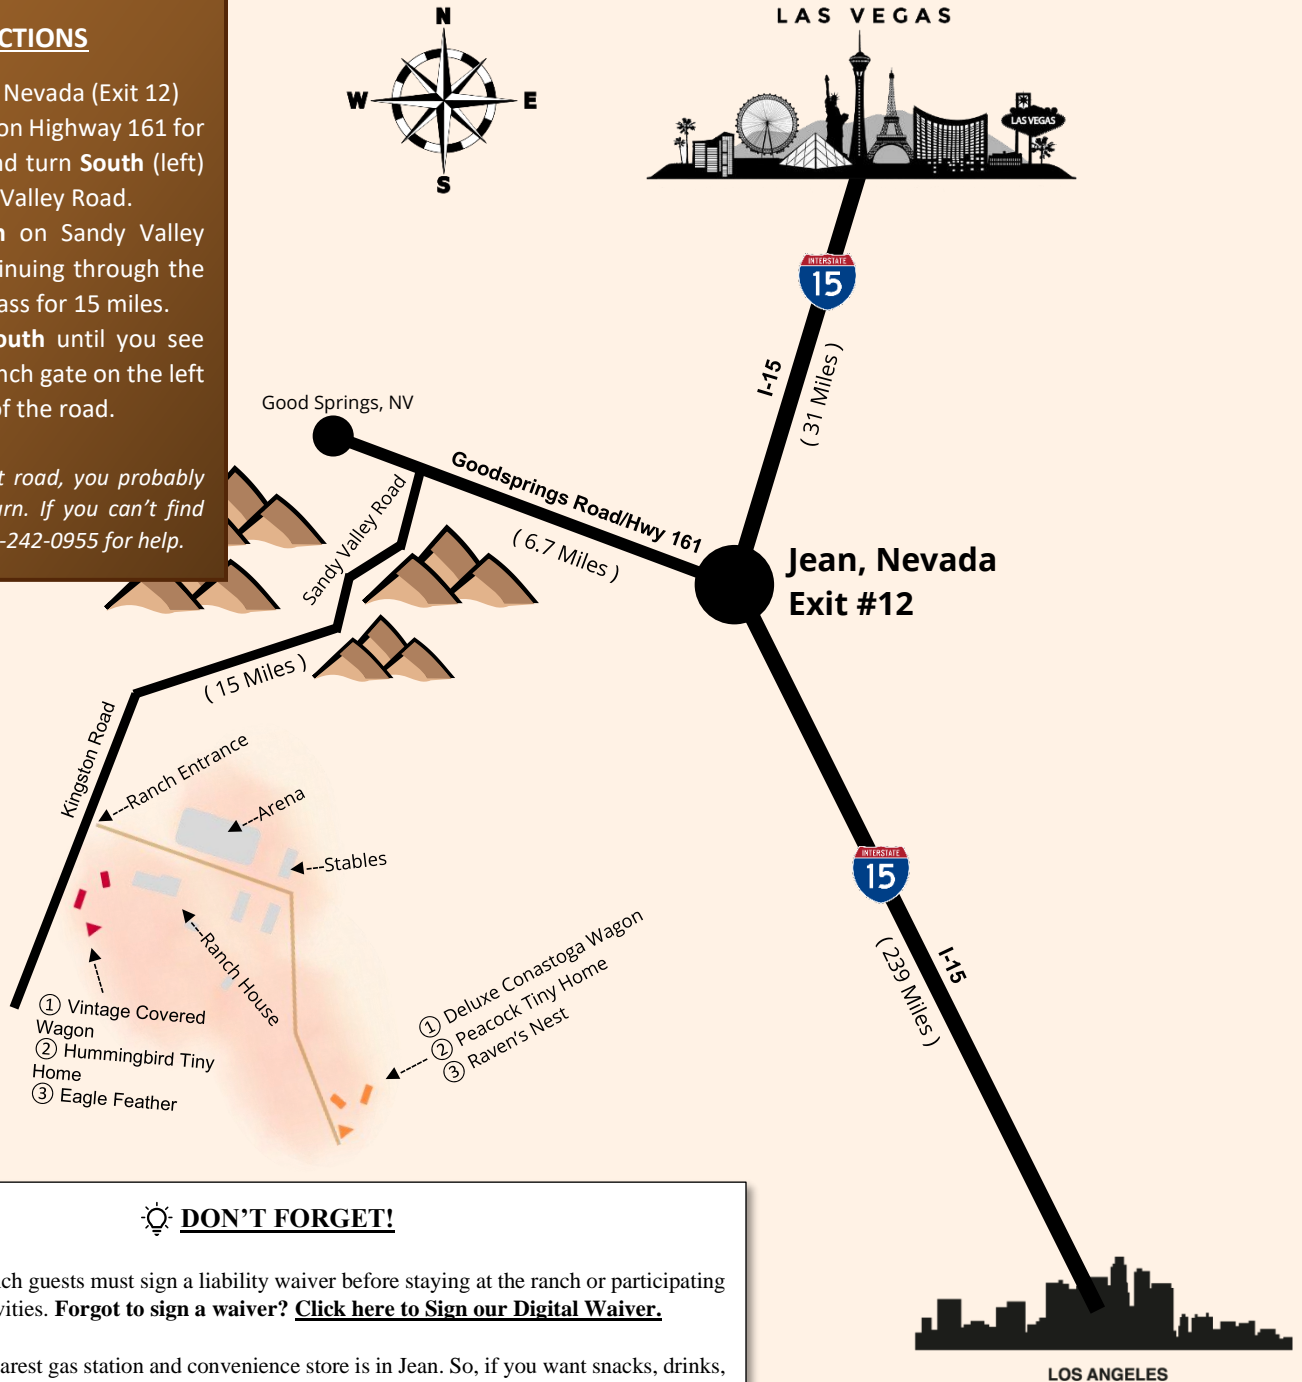 CTIONS
Nevada (Exit 12)
on Highway 161 for
nd turn South (left)
Valley Road.
n on Sandy Valley
tinuing through the
ass for 15 miles.
outh until you see
nch gate on the left
of the road.
t road, you probably
urn. If you can’t find
-242-0955 for help.
N
W
E
S
LAS VEGAS
LAS VEGAS
INTERSTATE
15
I-15
( 31 Miles )
Good Springs, NV
Goodsprings Road/Hwy 161
( 6.7 Miles )
Sandy Valley Road
Jean, Nevada
Exit #12
( 15 Miles )
Kingston Road
Ranch Entrance
Arena
Stables
Ranch House
① Vintage Covered
Wagon
② Hummingbird Tiny
Home
③ Eagle Feather
① Deluxe Conastoga Wagon
② Peacock Tiny Home
③ Raven's Nest
INTERSTATE
15
I-15
( 239 Miles )
DON’T FORGET!
ch guests must sign a liability waiver before staying at the ranch or participating
vities. Forgot to sign a waiver? Click here to Sign our Digital Waiver.
arest gas station and convenience store is in Jean. So, if you want snacks, drinks,
LOS ANGELES